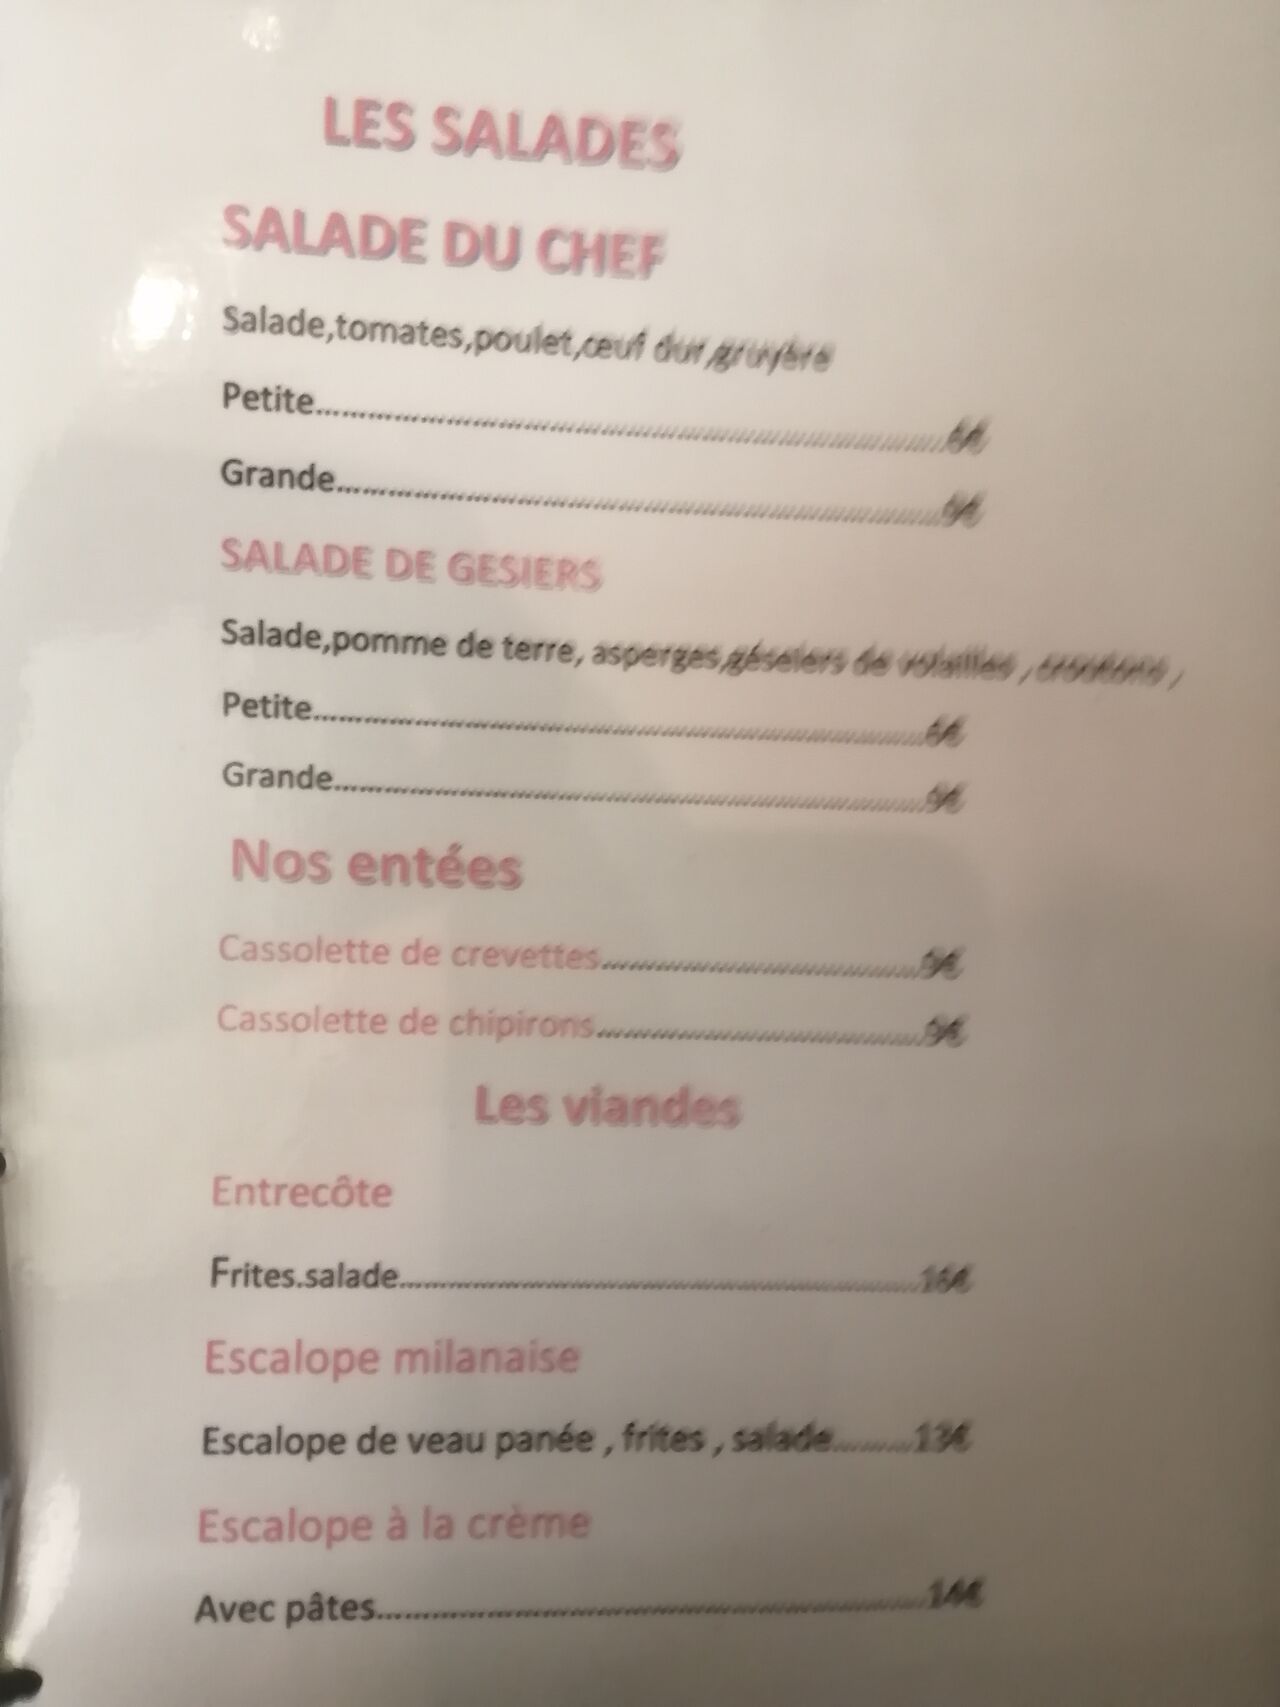 LES SALADES
SALADE DU CHEF
Salade,tomates,poulet,œuf dur,gruyère
Petite.......................................................6€
Grande.......................................................9€
SALADE DE GESIERS
Salade,pomme de terre, asperges,géseiers de volailles , croutons ,
Petite.......................................................6€
Grande.......................................................9€
Nos entées
Cassolette de crevettes..............................9€
Cassolette de chipirons..............................9€
Les viandes
Entrecôte
Frites.salade..................................................
Escalope milanaise
Escalope de veau panée , frites , salade.........13€
Escalope à la crème
Avec pâtes.....................................................14€